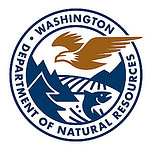 WASHINGTON
DEPARTMENT OF NATURAL RESOURCES